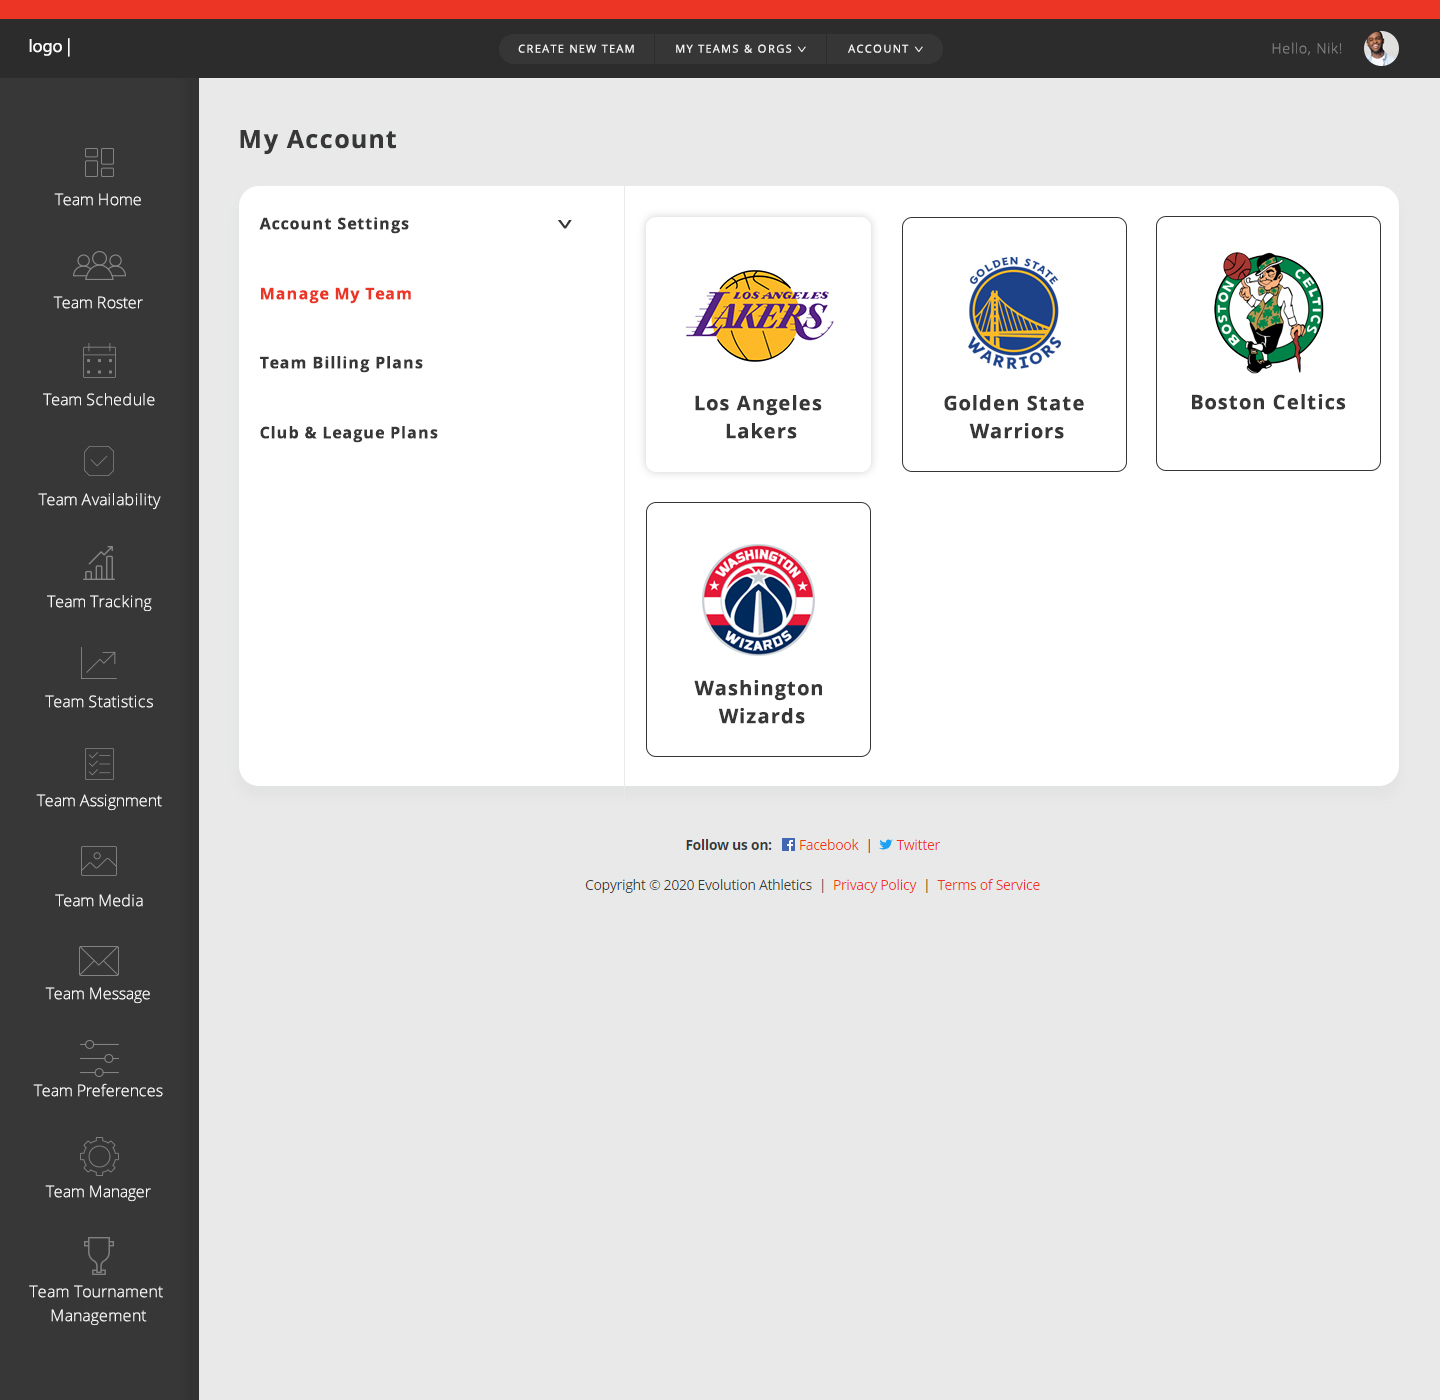 logo |
CREATE NEW TEAM
MY TEAMS & ORGS
ACCOUNT
Hello, Nik!
Team Home
Team Roster
Team Schedule
Team Availability
Team Tracking
Team Statistics
Team Assignment
Team Media
Team Message
Team Preferences
Team Manager
Team Tournament
Management
My Account
Account Settings
Manage My Team
Team Billing Plans
Club & League Plans
LOS ANGELES
LAKERS
Los Angeles
Lakers
GOLDEN STATE
WARRIORS
Golden State
Warriors
BOSTON CELTICS
Boston Celtics
WASHINGTON
WIZARDS
Washington
Wizards
Follow us on: Facebook | Twitter
Copyright © 2020 Evolution Athletics | Privacy Policy | Terms of Service